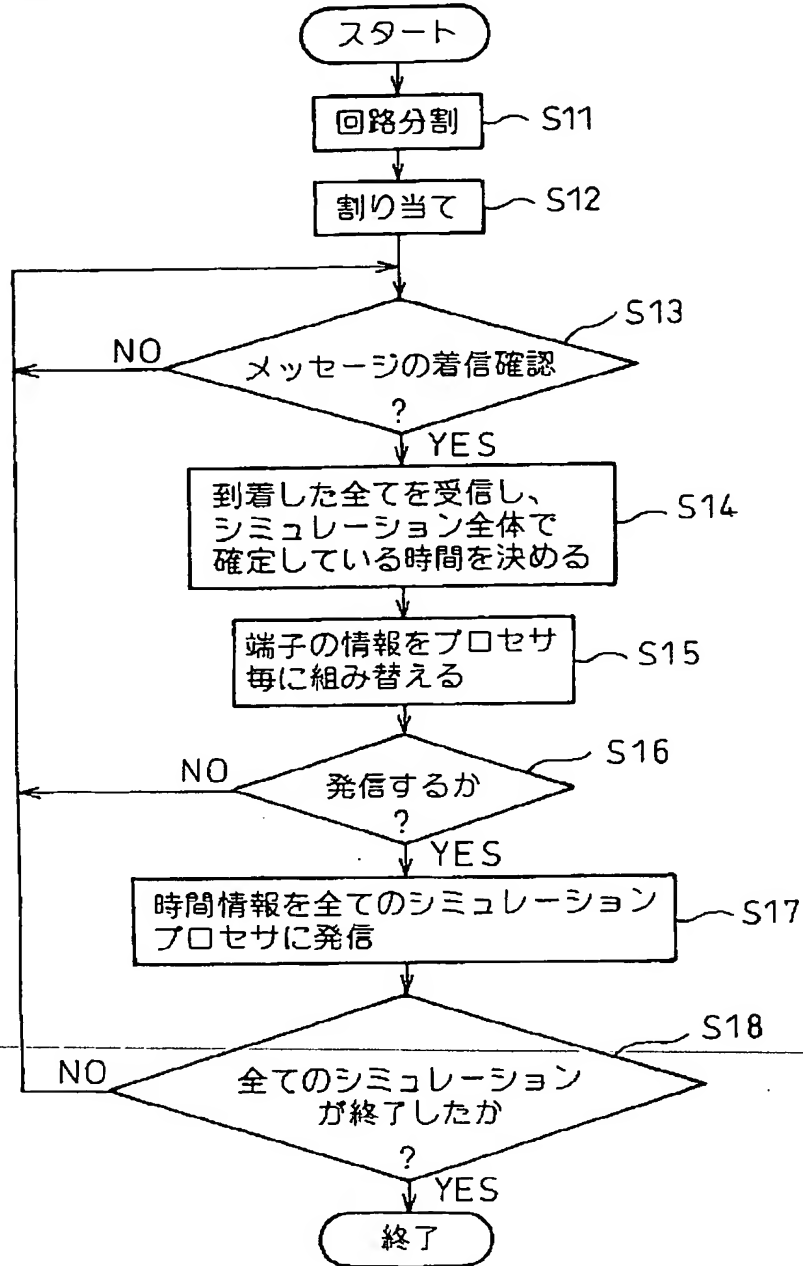 スタート
回路分割
S11
割り当て
S12
S13
NO
メッセージの着信確認
?
YES
到着した全てを受信し、
シミュレーション全体で
確定している時間を決める
S14
端子の情報をプロセサ
毎に組み替える
S15
S16
NO
発信するか
?
YES
時間情報を全てのシミュレーション
プロセサに発信
S17
S18
NO
全てのシミュレーション
が終了したか
?
YES
終了